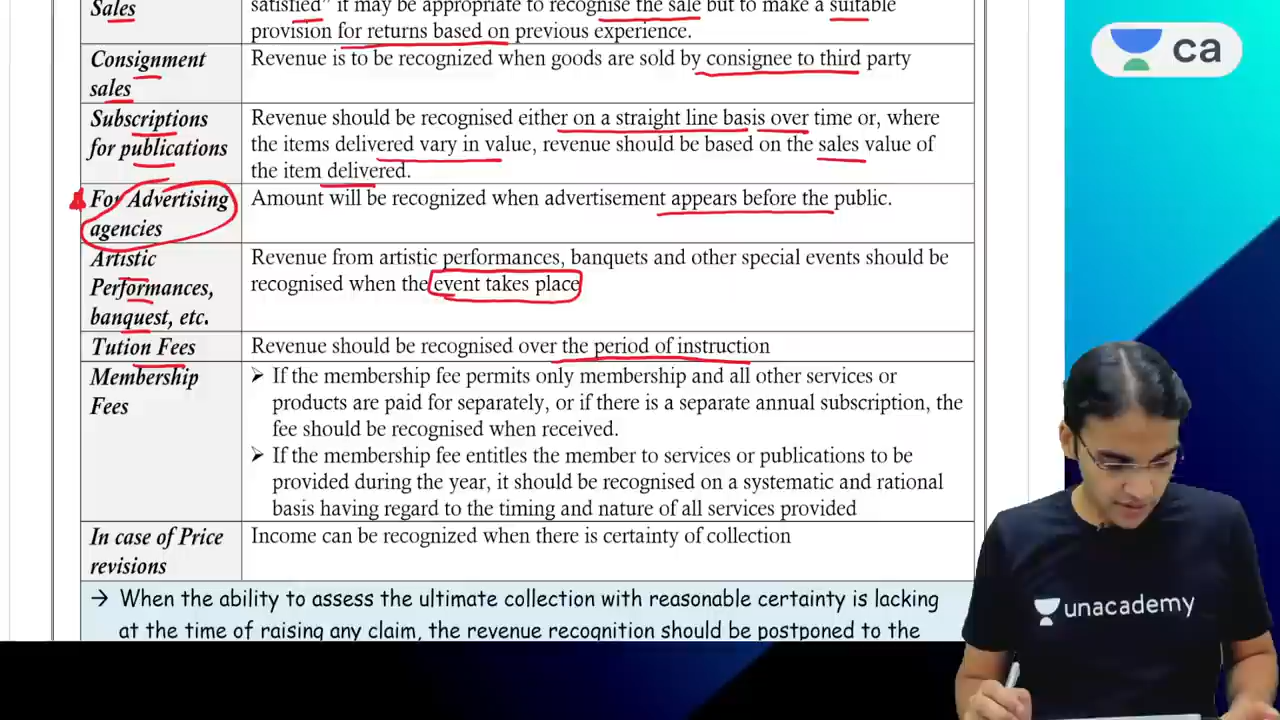 Sales
satisfied" it may be appropriate to recognise the sale but to make a suitable
provision for returns based on previous experience.
Consignment
sales
Revenue is to be recognized when goods are sold by consignee to third party
Subscriptions
for publications
Revenue should be recognised either on a straight line basis over time or, where
the items delivered vary in value, revenue should be based on the sales value of
the item delivered.
For Advertising
agencies
Amount will be recognized when advertisement appears before the public.
Artistic
Performances,
banquest, etc.
Revenue from artistic performances, banquets and other special events should be
recognised when the event takes place
Tution Fees
Revenue should be recognised over the period of instruction
Membership
Fees
➢ If the membership fee permits only membership and all other services or
products are paid for separately, or if there is a separate annual subscription, the
fee should be recognised when received.
➢ If the membership fee entitles the member to services or publications to be
provided during the year, it should be recognised on a systematic and rational
basis having regard to the timing and nature of all services provided
In case of Price
revisions
Income can be recognized when there is certainty of collection
→ When the ability to assess the ultimate collection with reasonable certainty is lacking
at the time of raising any claim, the revenue recognition should be postponed to the
ca
unacademy